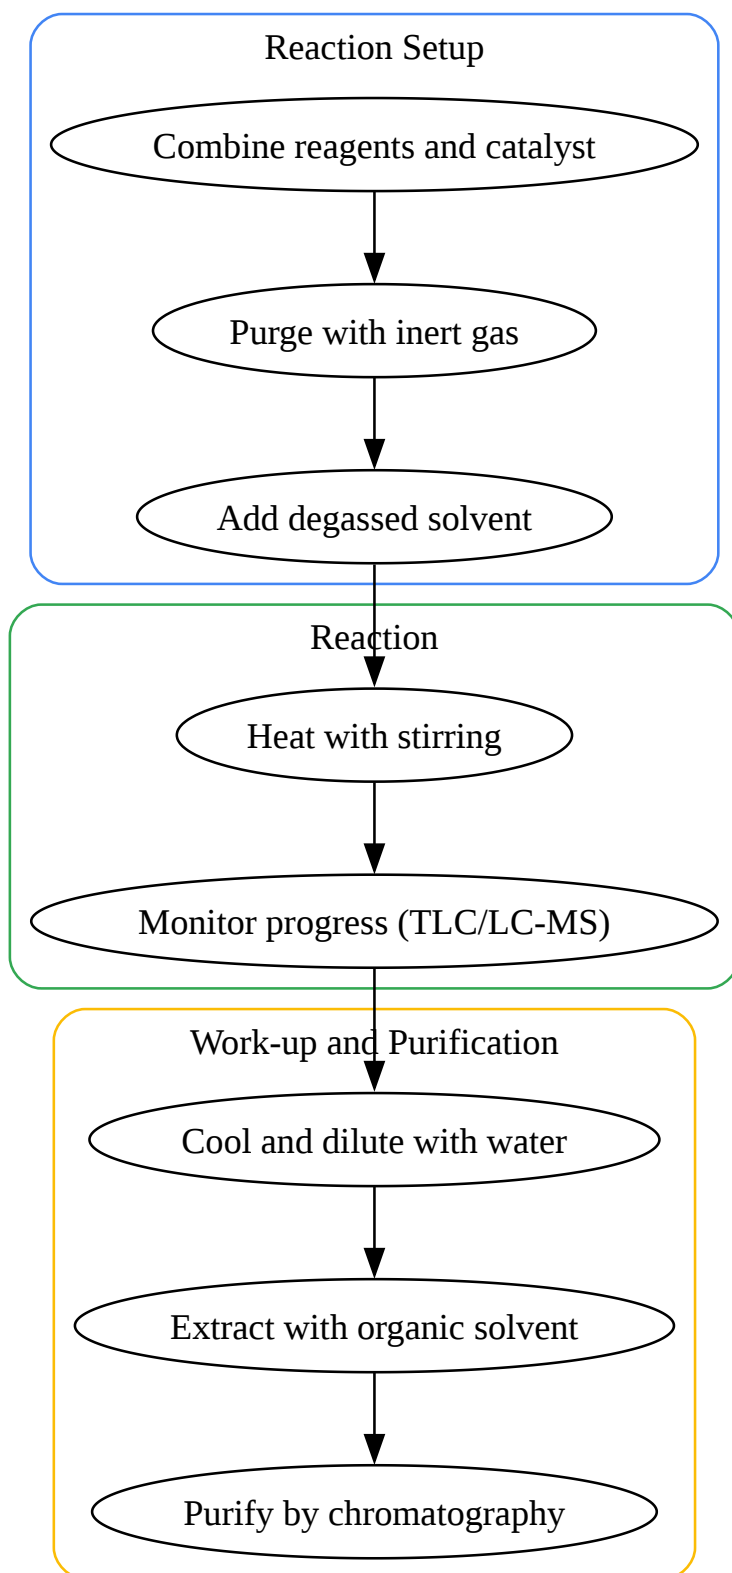 Reaction Setup
Combine reagents and catalyst
Purge with inert gas
Add degassed solvent
Reaction
Heat with stirring
Monitor progress (TLC/LC-MS)
Work-up and Purification
Cool and dilute with water
Extract with organic solvent
Purify by chromatography